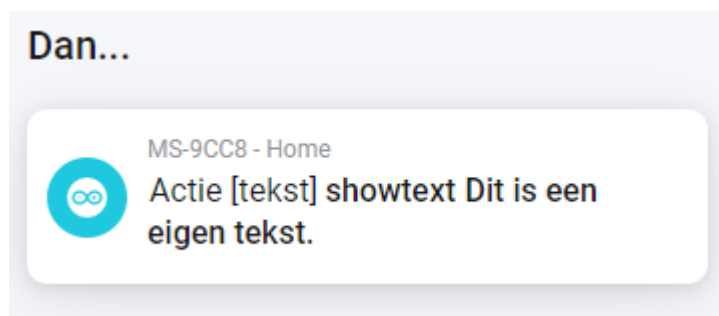 Dan...
MS-9CC8 - Home
Actie [tekst] showtext Dit is een
eigen tekst.